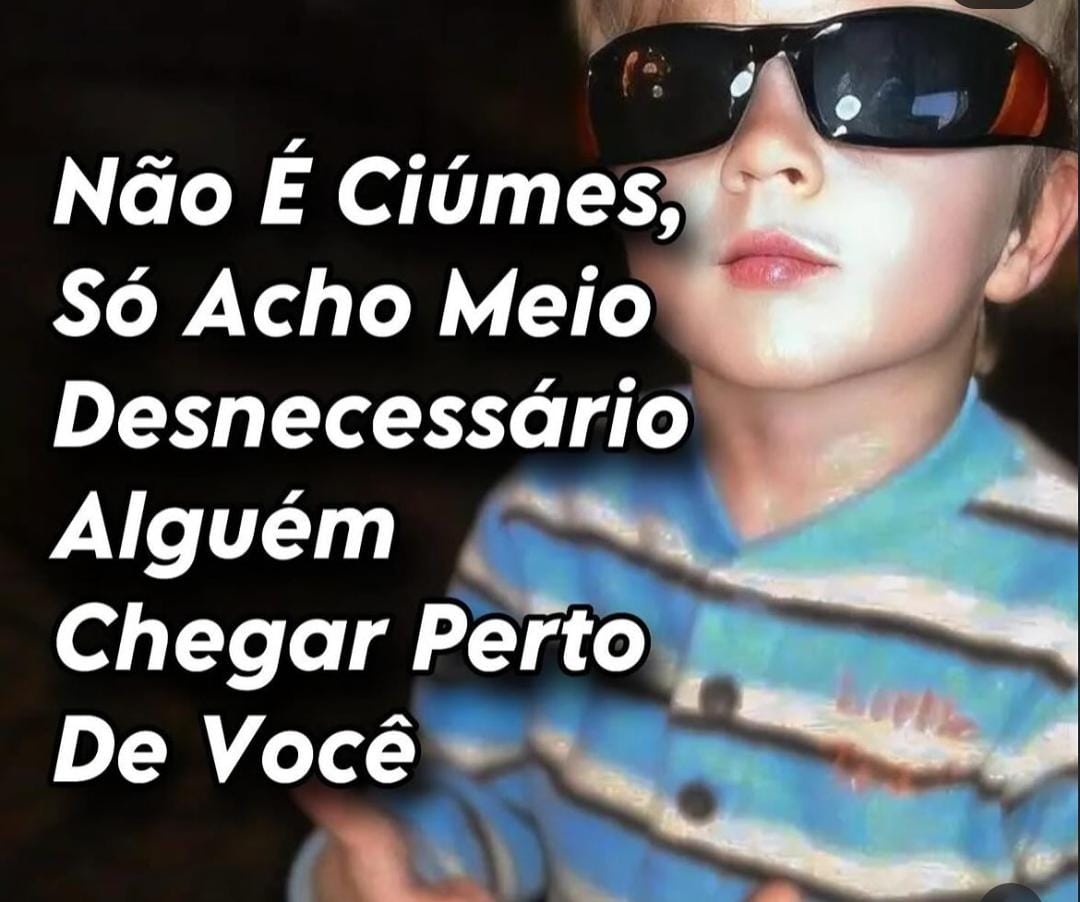 Não É Ciúmes,
Só Acho Meio
Desnecessário
Alguém
Chegar Perto
De Você